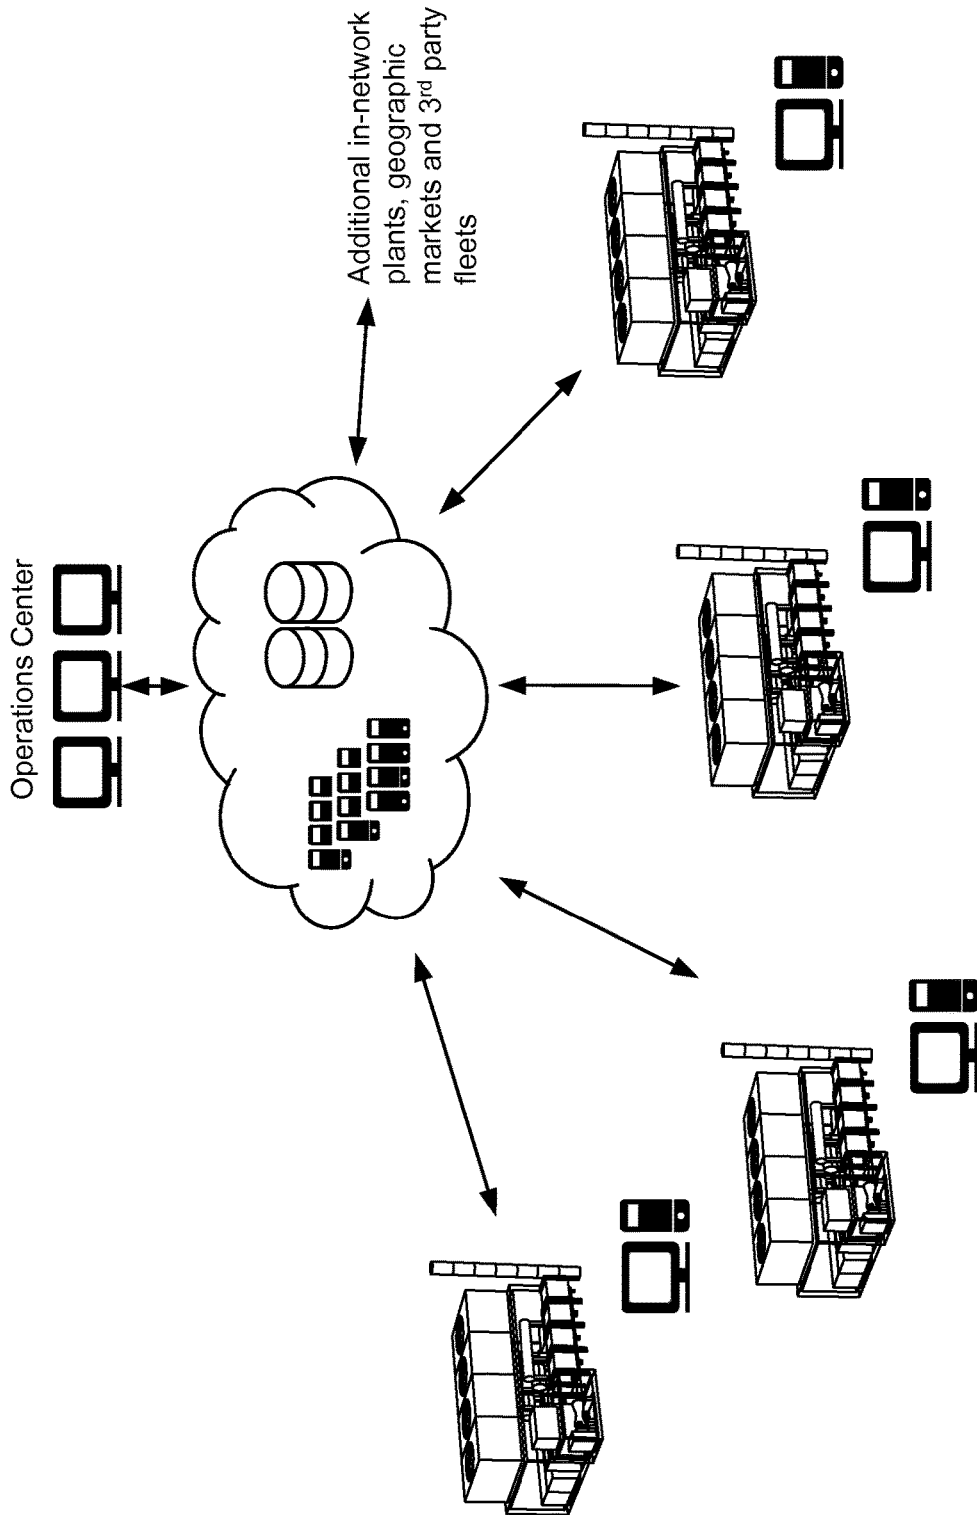 Operations Center
Additional in-network
plants, geographic
markets and 3rd party
fleets